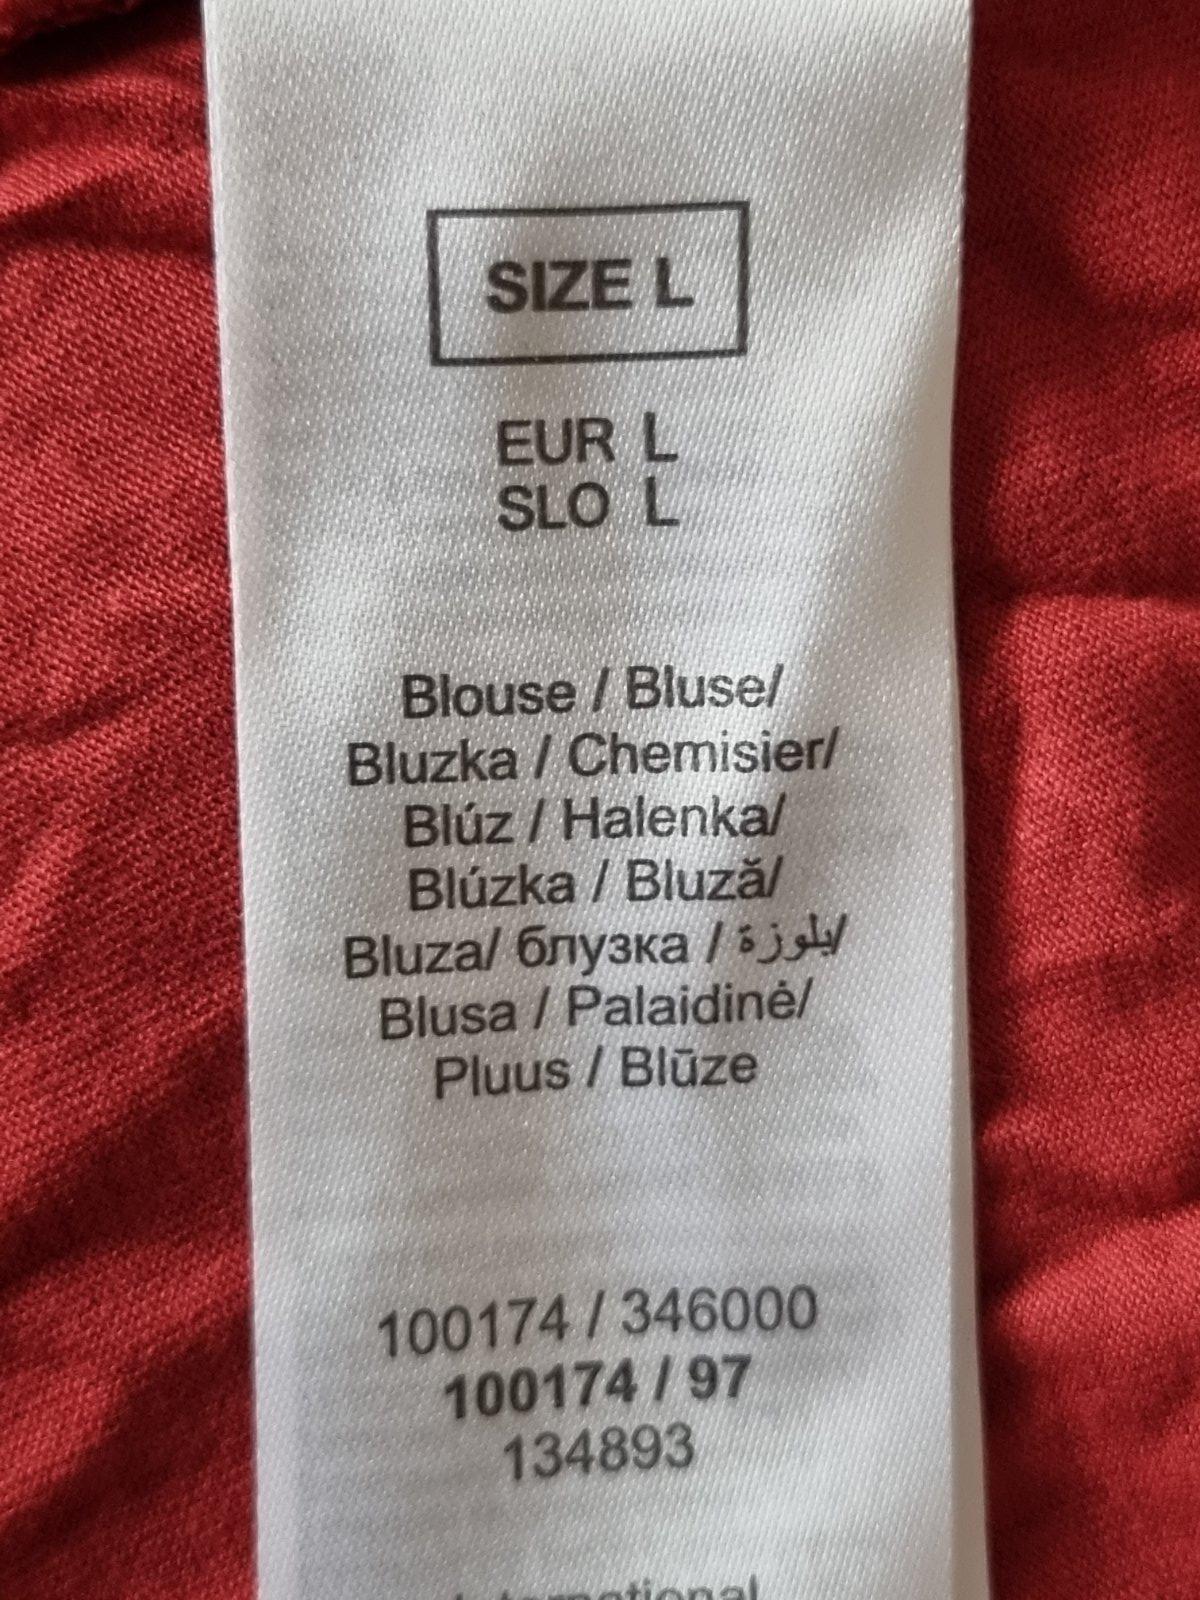 SIZE L
EUR L
SLO L
Blouse / Bluse/
Bluzka / Chemisier/
Blúz / Halenka/
Blúzka / Bluză/
Bluza/ блузка / بلوزة/
Blusa / Palaidinė/
Pluus / Blūze
100174 / 346000
100174 / 97
134893
International